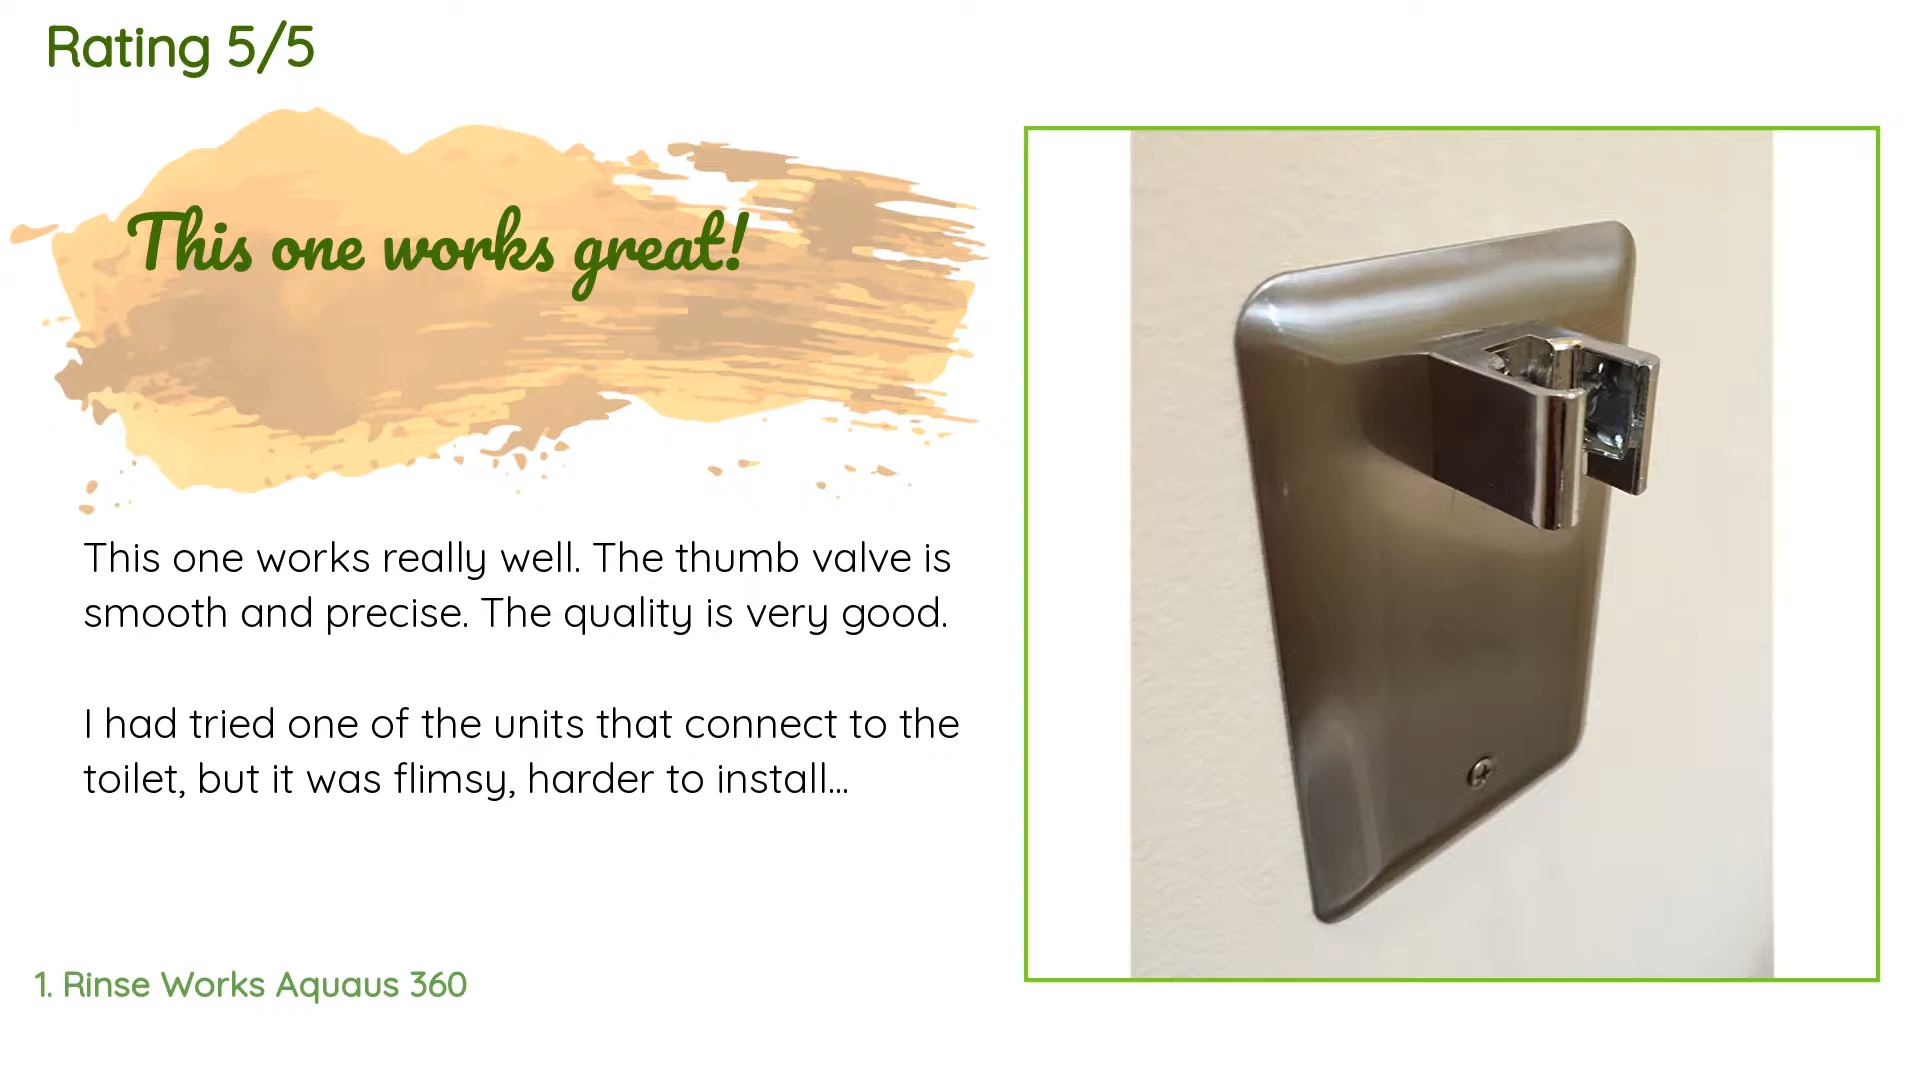 Rating 5/5
This one works great!
This one works really well. The thumb valve is
smooth and precise. The quality is very good.
I had tried one of the units that connect to the
toilet, but it was flimsy, harder to install...
1. Rinse Works Aquaus 360